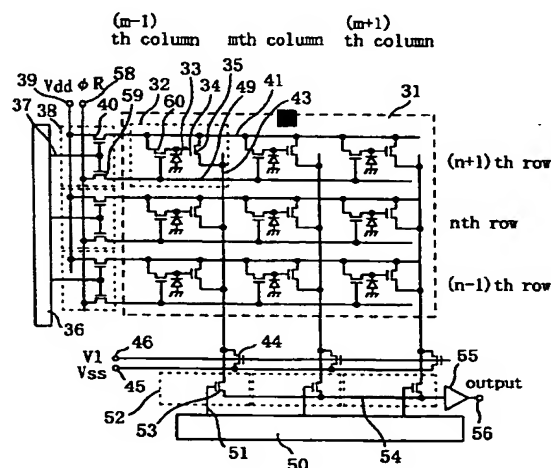 (m-1) (m+1)
th column mth column th column
39 Vdd ϕ R 58
37 38 40 59 32 33 34 35 41 31
60 49 43
(n+1)th row
nth row
(n-1)th row
36
V1 46 44 55
Vss output
45 56
52
53 54
51 50